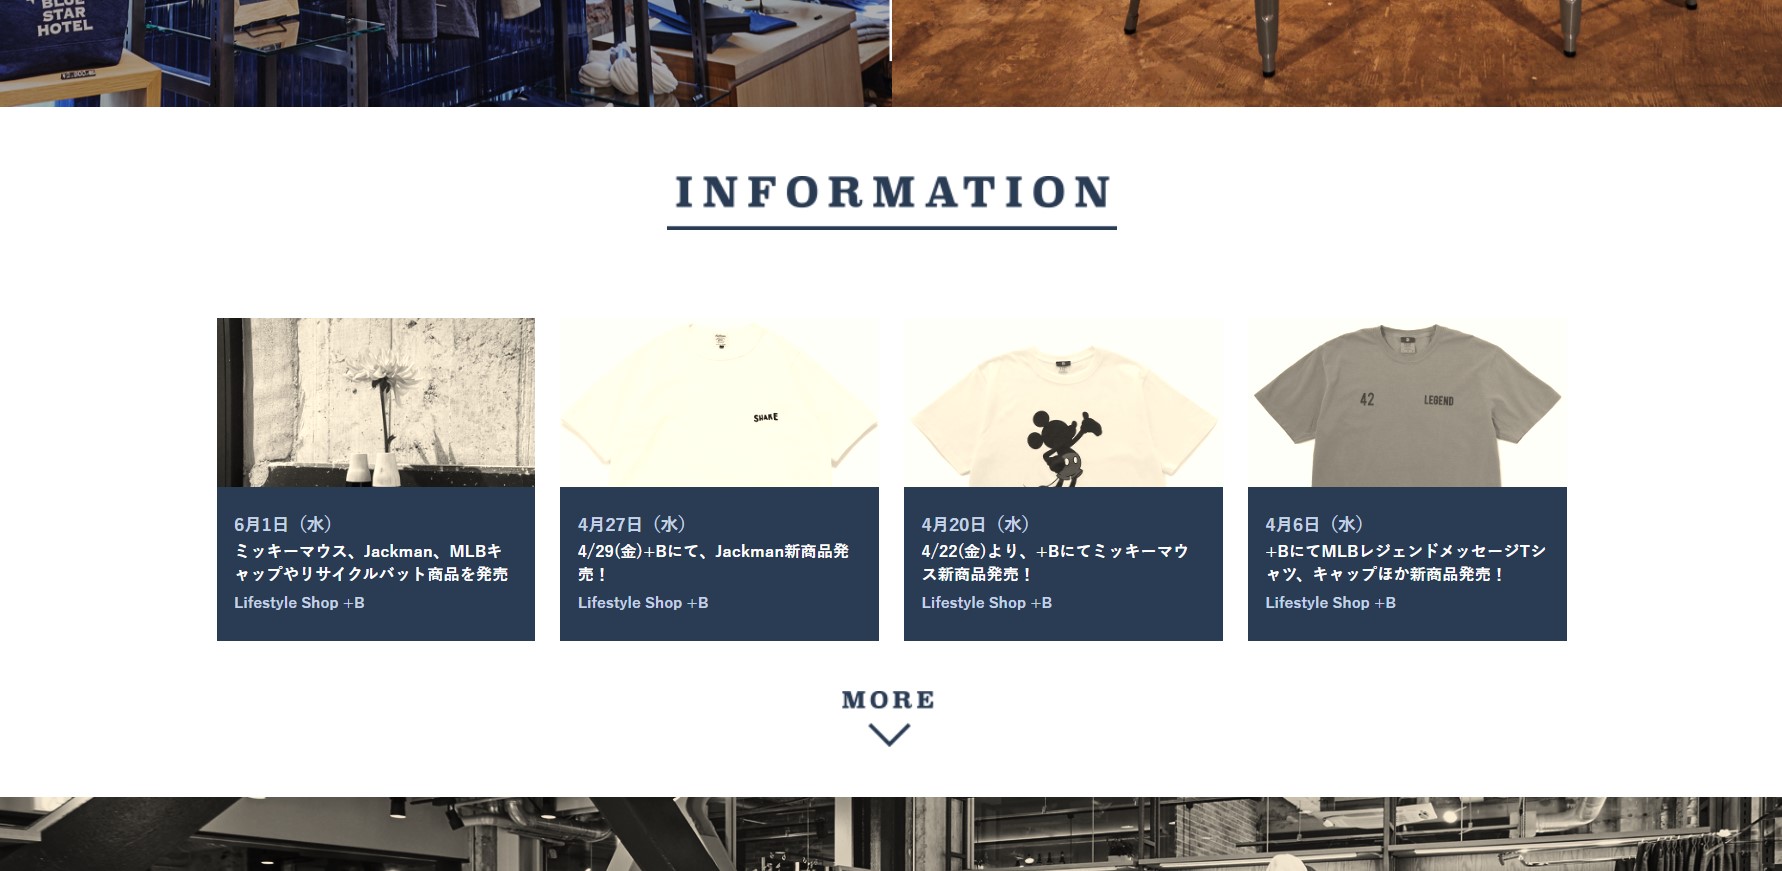 BLUE
STAR
HOTEL
INFORMATION
SHARE
42 LEGEND
6月1日（水）
ミッキーマウス、Jackman、MLBキ
ャップやリサイクルバット商品を発売
Lifestyle Shop +B
4月27日（水）
4/29(金)+Bにて、Jackman新商品発
売！
Lifestyle Shop +B
4月20日（水）
4/22(金)より、+Bにてミッキーマウ
ス新商品発売！
Lifestyle Shop +B
4月6日（水）
+BにてMLBレジェンドメッセージTシ
ャツ、キャップほか新商品発売！
Lifestyle Shop +B
MORE